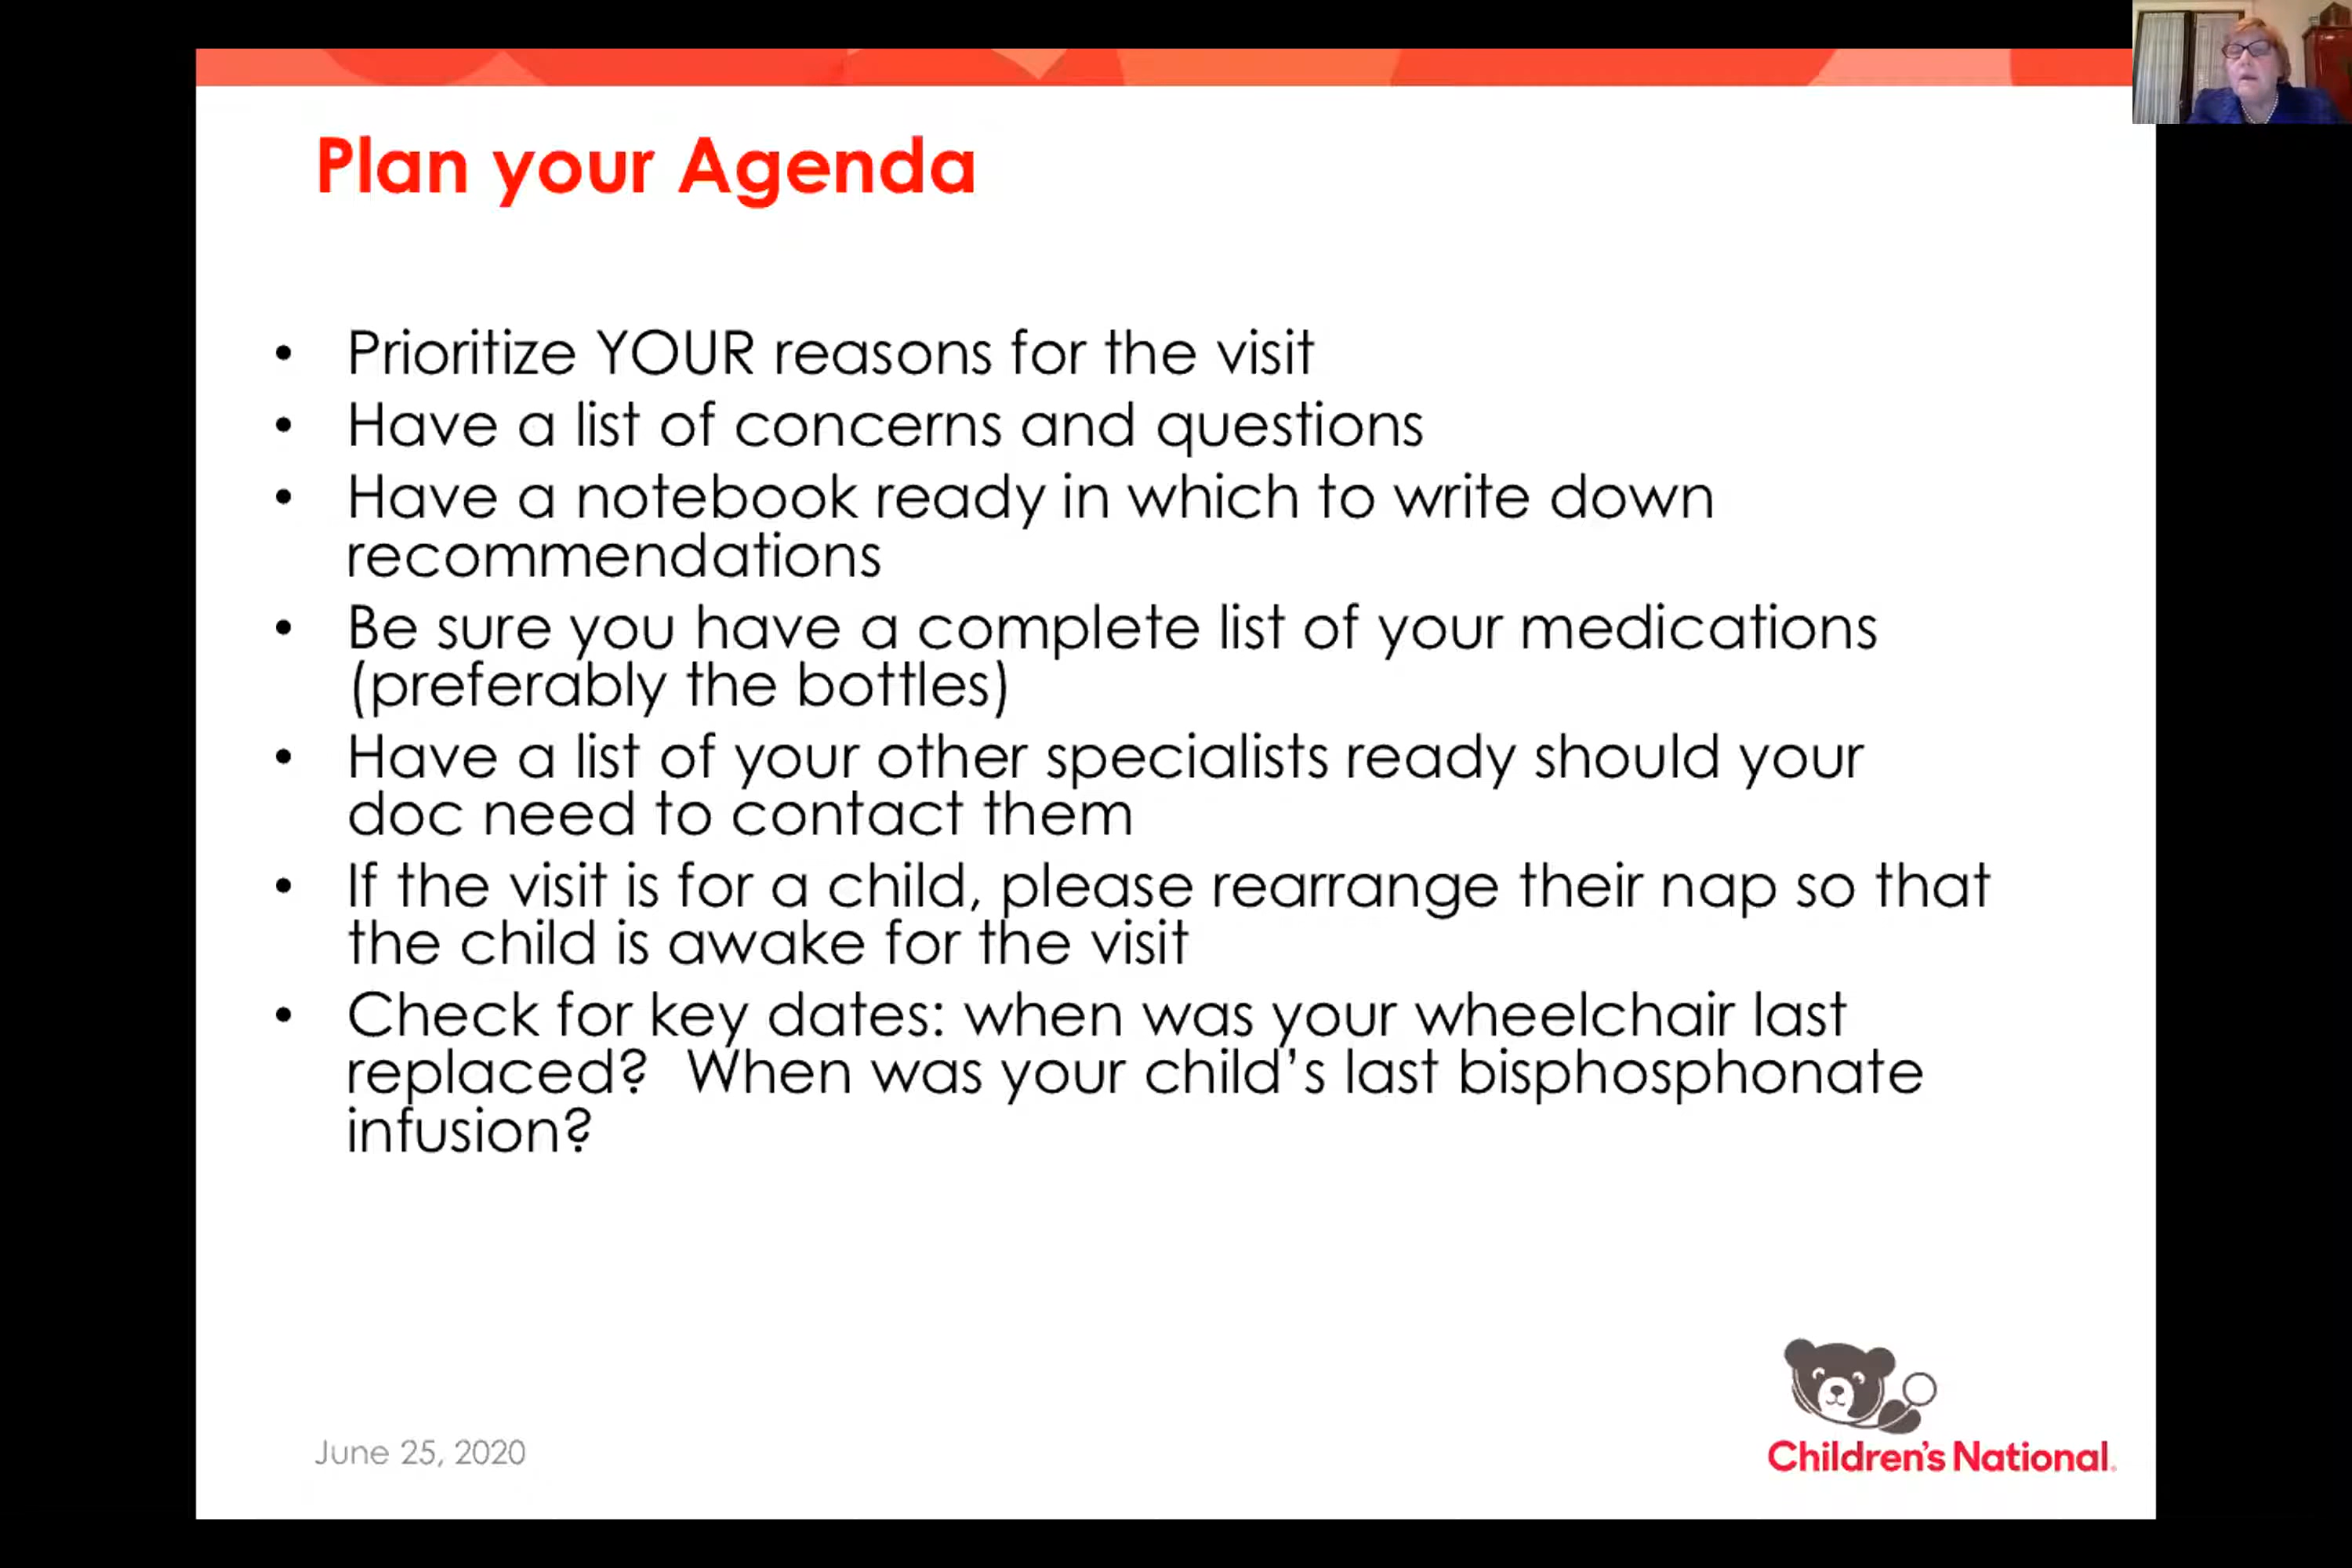 Plan your Agenda
• Prioritize YOUR reasons for the visit
• Have a list of concerns and questions
• Have a notebook ready in which to write down
recommendations
• Be sure you have a complete list of your medications
(preferably the bottles)
• Have a list of your other specialists ready should your
doc need to contact them
• If the visit is for a child, please rearrange their nap so that
the child is awake for the visit
• Check for key dates: when was your wheelchair last
replaced?  When was your child’s last bisphosphonate
infusion?
June 25, 2020
Children’s National.